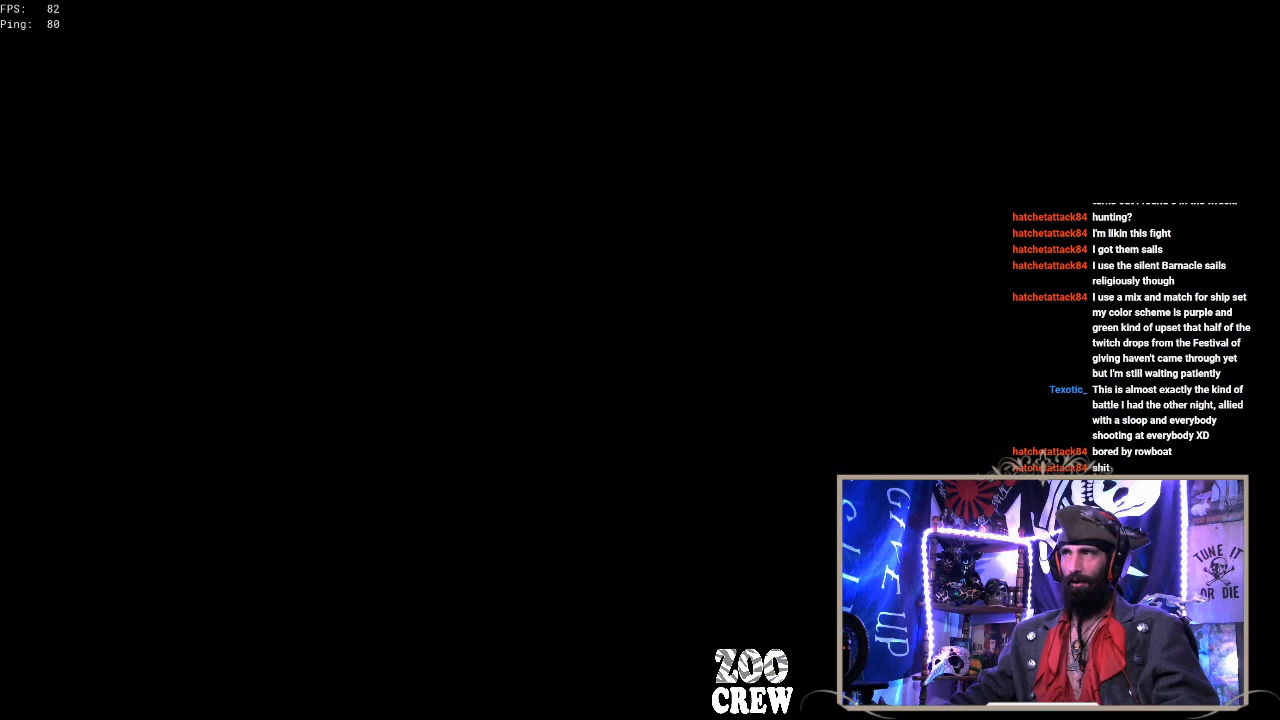 FPS: 82
Ping: 80
hatchetattack84 hunting?
hatchetattack84 I'm likin this fight
hatchetattack84 I got them sails
hatchetattack84 I use the silent Barnacle sails
religiously though
hatchetattack84 I use a mix and match for ship set
my color scheme is purple and
green kind of upset that half of the
twitch drops from the Festival of
giving haven't came through yet
but I'm still waiting patiently
Texotic_ This is almost exactly the kind of
battle I had the other night, allied
with a sloop and everybody
shooting at everybody XD
hatchetattack84 bored by rowboat
hatchetattack84 shit
GIVE UP
TUNE IT
OR DIE
ZOO
CREW